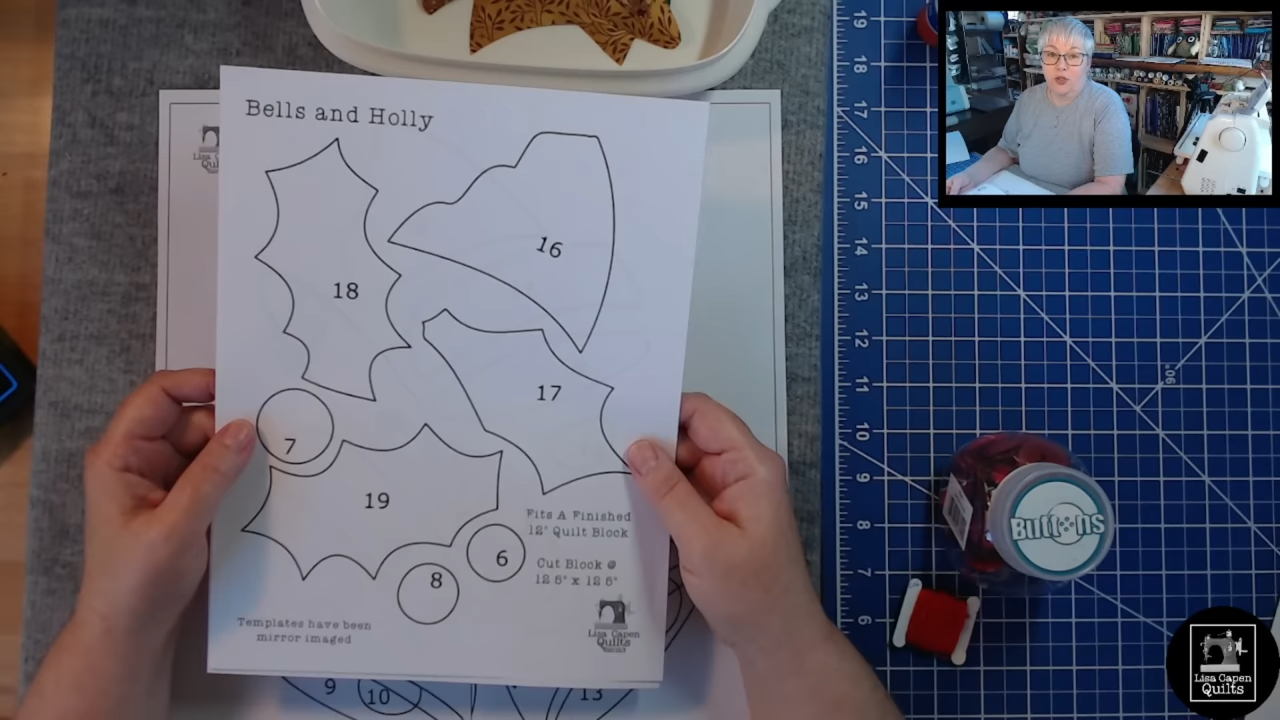 Bells and Holly
16
18
17
7
19
6
8
Fits A Finished
12" Quilt Block
Cut Block @
12.5" x 12.5"
Templates have been
mirror imaged
Lisa Capen
Quilts
9
10
13
19
18
17
16
15
14
13
12
11
10
9
8
7
6
90°
Buttons
Lisa Capen
Quilts